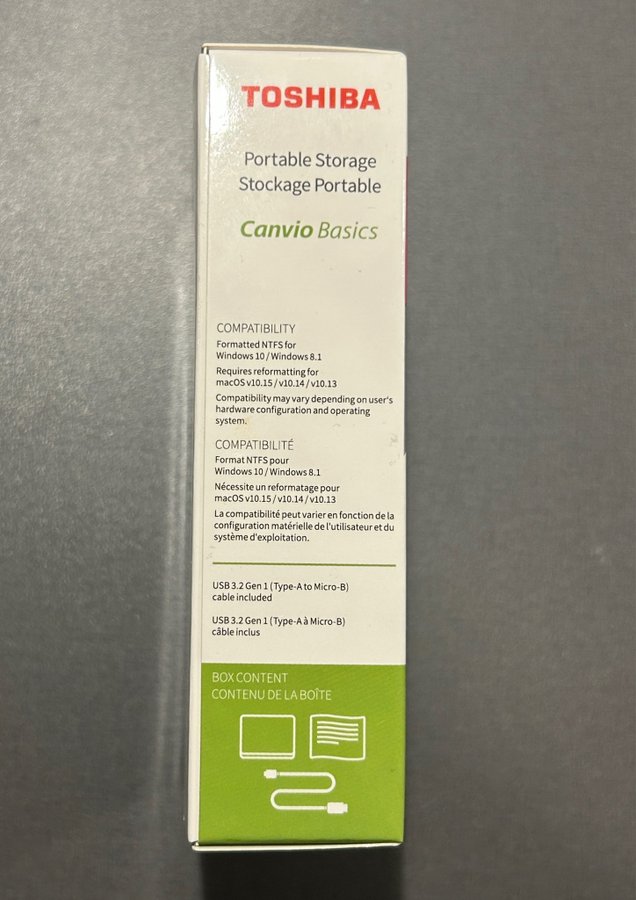 TOSHIBA
Portable Storage
Stockage Portable
Canvio Basics
COMPATIBILITY
Formatted NTFS for
Windows 10 / Windows 8.1
Requires reformatting for
macOS v10.15 / v10.14 / v10.13
Compatibility may vary depending on user's
hardware configuration and operating
system.
COMPATIBILITÉ
Format NTFS pour
Windows 10 / Windows 8.1
Nécessite un reformatage pour
macOS v10.15 / v10.14 / v10.13
La compatibilité peut varier en fonction de la
configuration matérielle de l'utilisateur et du
système d'exploitation.
USB 3.2 Gen 1 (Type-A to Micro-B)
cable included
USB 3.2 Gen 1 (Type-A à Micro-B)
câble inclus
BOX CONTENT
CONTENU DE LA BOÎTE